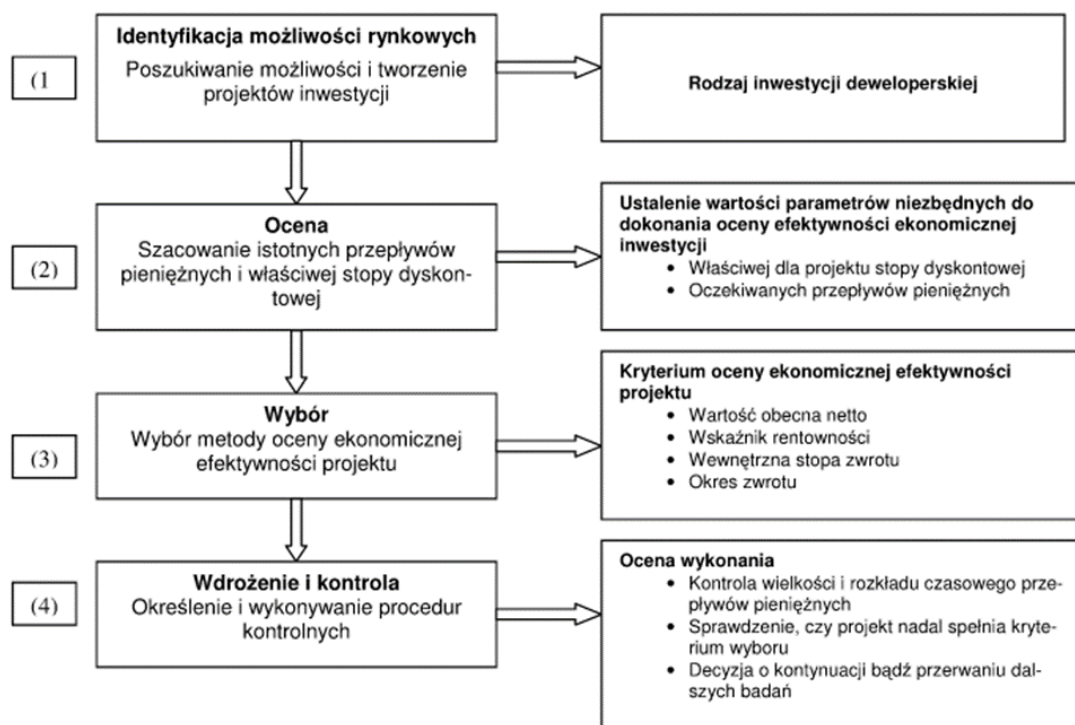 (1
Identyfikacja możliwości rynkowych
Poszukiwanie możliwości i tworzenie
projektów inwestycji
Rodzaj inwestycji deweloperskiej
(2)
Ocena
Szacowanie istotnych przepływów
pieniężnych i właściwej stopy dyskon-
towej
Ustalenie wartości parametrów niezbędnych do
dokonania oceny efektywności ekonomicznej
inwestycji
• Właściwej dla projektu stopy dyskontowej
• Oczekiwanych przepływów pieniężnych
(3)
Wybór
Wybór metody oceny ekonomicznej
efektywności projektu
Kryterium oceny ekonomicznej efektywności
projektu
• Wartość obecna netto
• Wskaźnik rentowności
• Wewnętrzna stopa zwrotu
• Okres zwrotu
(4)
Wdrożenie i kontrola
Określenie i wykonywanie procedur
kontrolnych
Ocena wykonania
• Kontrola wielkości i rozkładu czasowego prze-
pływów pieniężnych
• Sprawdzenie, czy projekt nadal spełnia kryte-
rium wyboru
• Decyzja o kontynuacji bądź przerwaniu dal-
szych badań